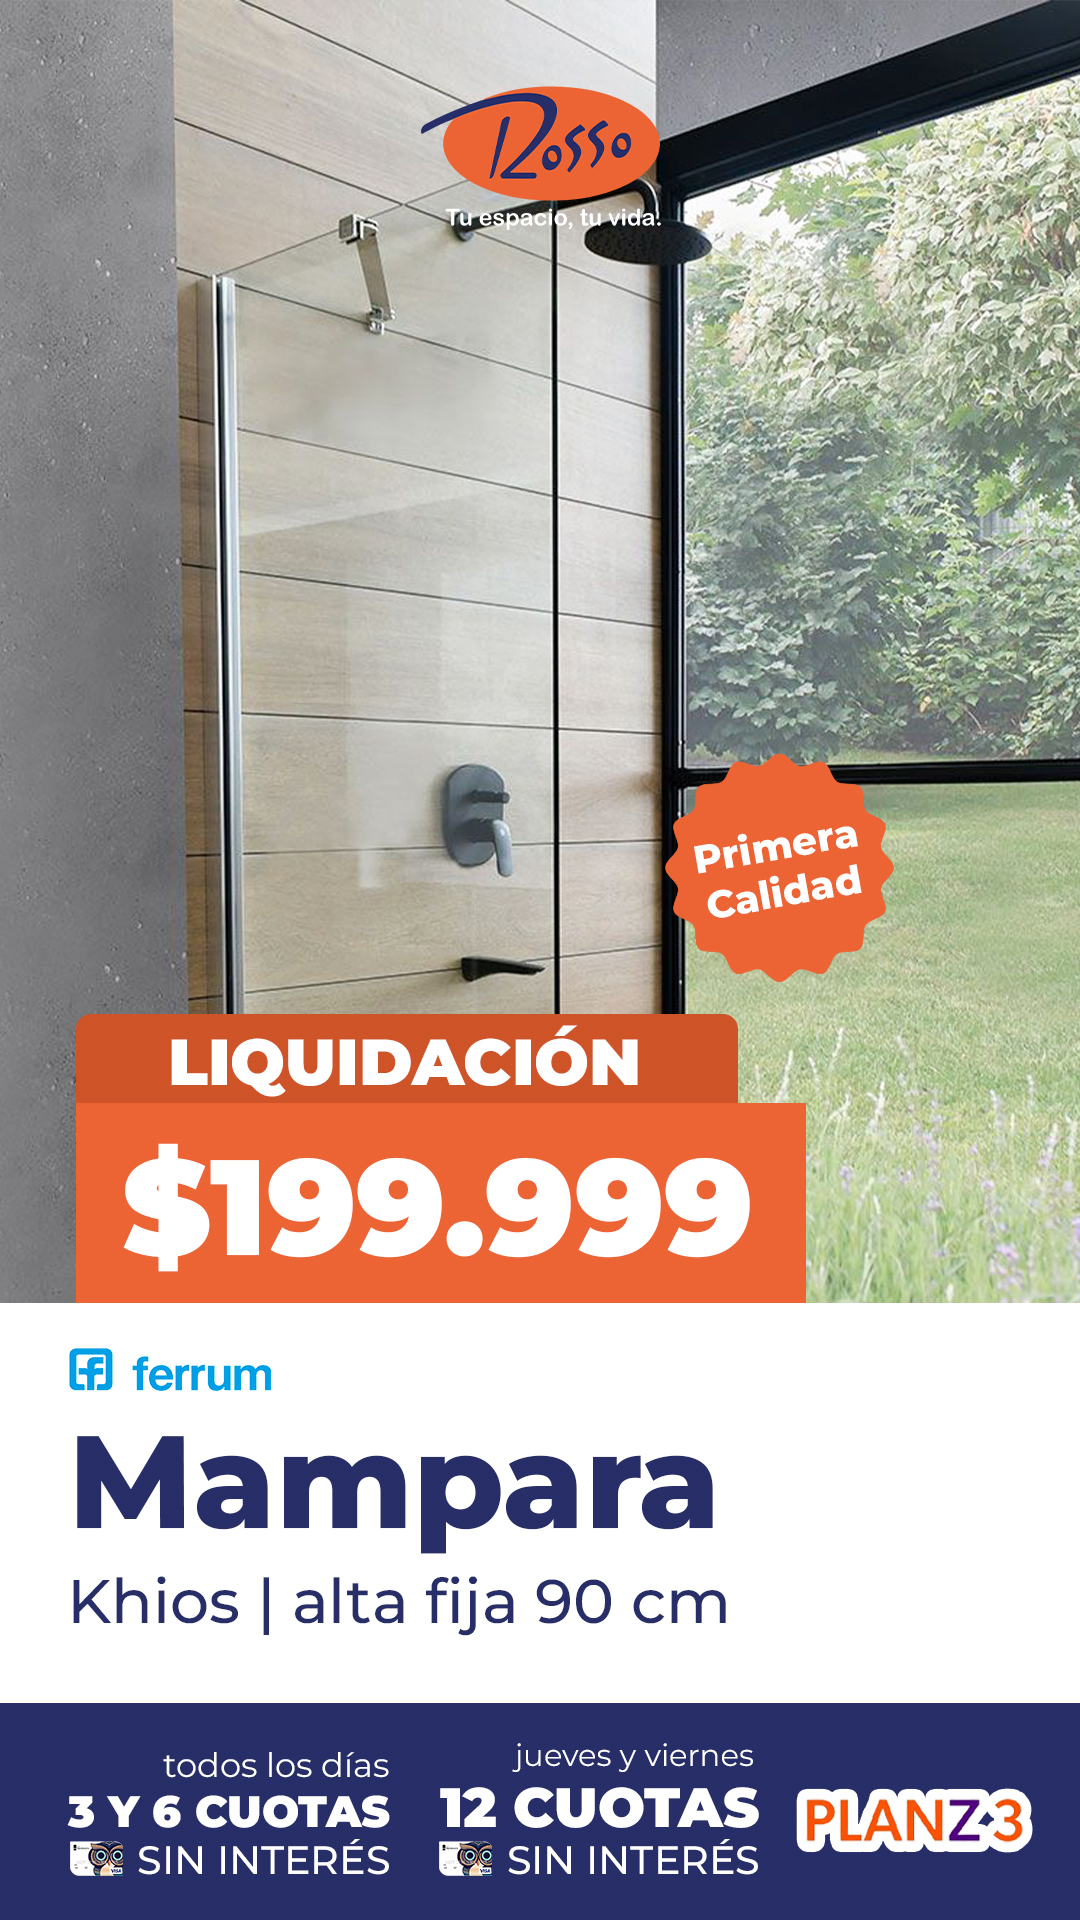 Rosso
Tu espacio, tu vida!
Primera
Calidad
LIQUIDACIÓN
$199.999
ferrum
Mampara
Khios | alta fija 90 cm
todos los días
3 Y 6 CUOTAS
SIN INTERÉS
jueves y viernes
12 CUOTAS
SIN INTERÉS
PLANZ3